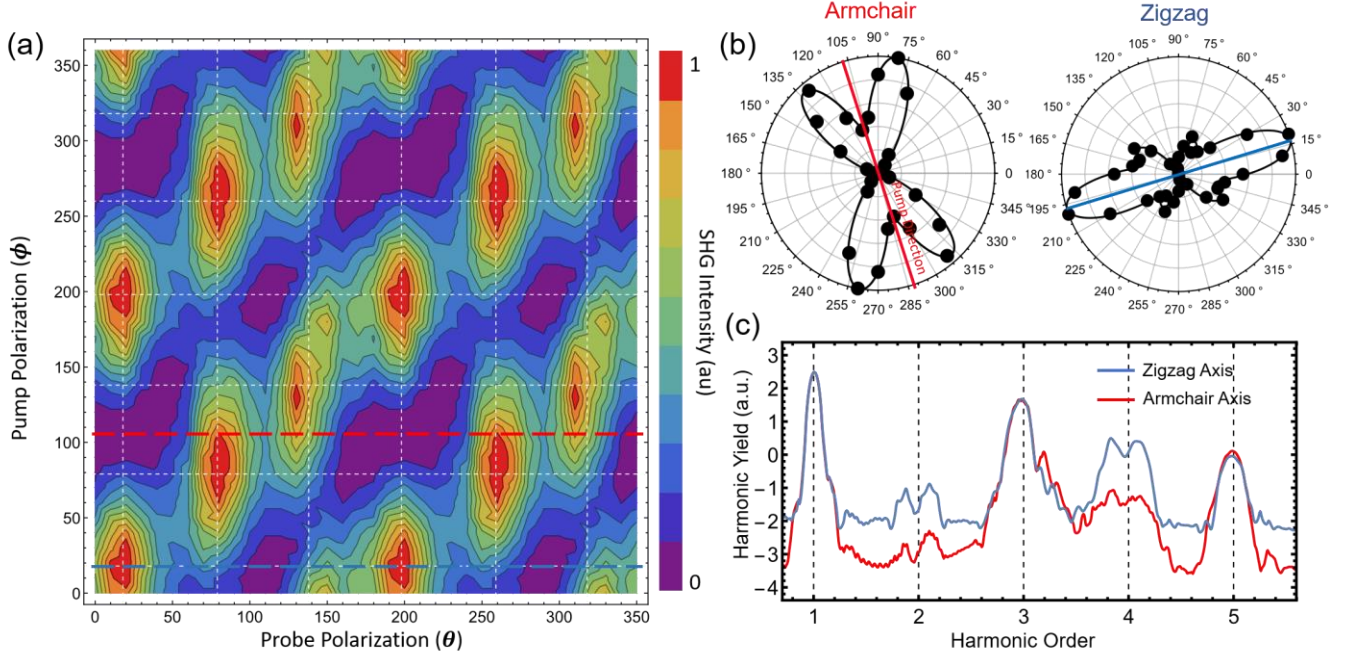 (a)
350
300
250
200
150
100
50
0
Pump Polarization (ϕ)
0 50 100 150 200 250 300 350
Probe Polarization (θ)
1
0
SHG Intensity (au)
(b)
Armchair
90°
105° 75°
120°
135° 45°
150° 30°
165° 15°
180° 0
195° 345°
210° 330°
225° 315°
240° 300°
285°
270°
Pump Direction
Zigzag
90°
105° 75°
120°
135° 45°
150° 30°
165° 15°
180° 0
195° 345°
210° 330°
225° 315°
240° 300°
285
270°
(c)
3
2
1
0
−1
−2
−3
−4
Harmonic Yield (a.u.)
Zigzag Axis
Armchair Axis
1 2 3 4 5
Harmonic Order